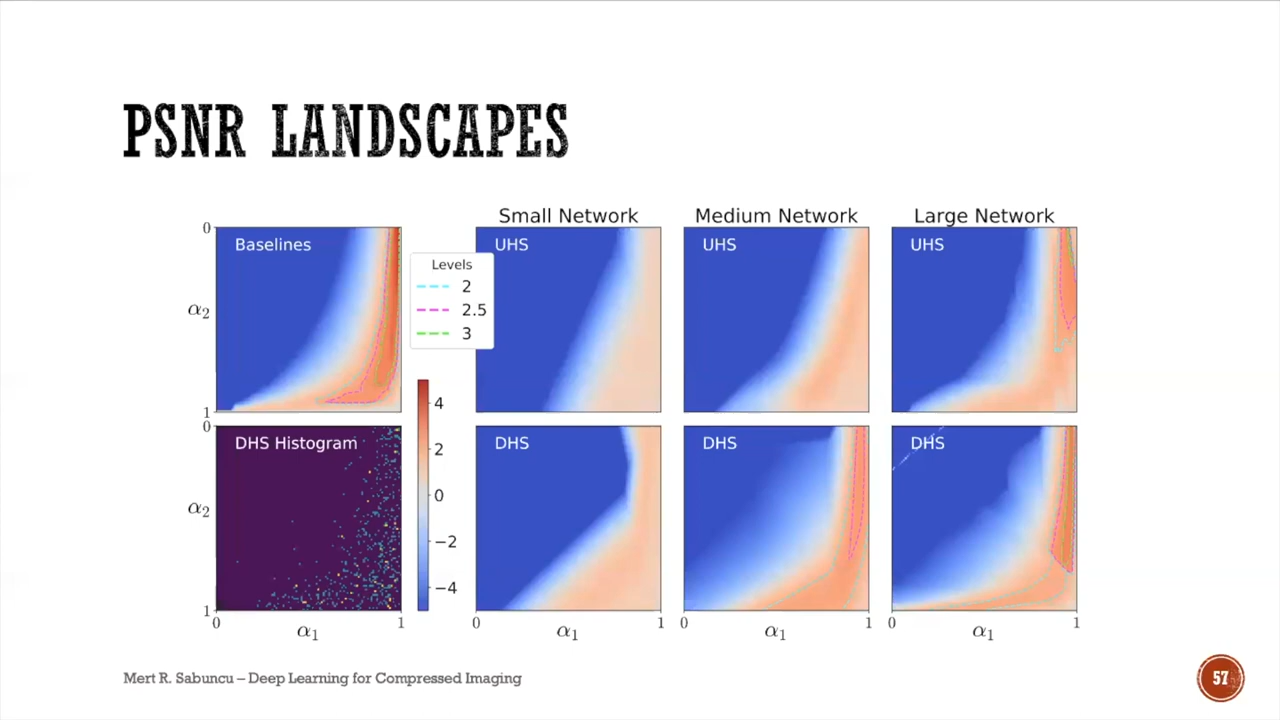 PSNR LANDSCAPES
Small Network Medium Network Large Network
0
Baselines
UHS
UHS
UHS
Levels
2
2.5
3
α2
1
4
2
0
−2
−4
0
DHS Histogram
DHS
DHS
DHS
α2
1
0 1 0 1 0 1 0 1
α1 α1 α1 α1
Mert R. Sabuncu – Deep Learning for Compressed Imaging
57